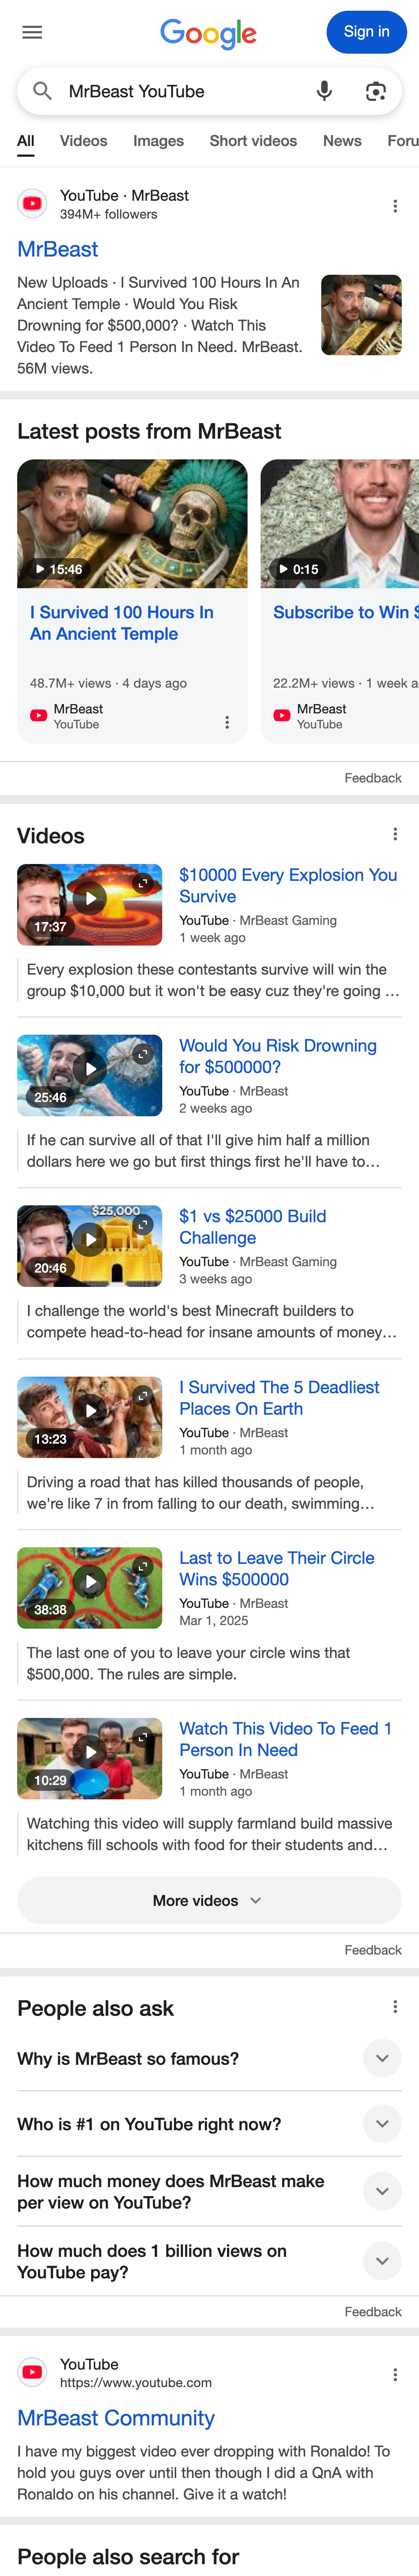 Google
Sign in
MrBeast YouTube
All
Videos
Images
Short videos
News
Foru
YouTube · MrBeast
394M+ followers
MrBeast
New Uploads · I Survived 100 Hours In An
Ancient Temple · Would You Risk
Drowning for $500,000? · Watch This
Video To Feed 1 Person In Need. MrBeast.
56M views.
Latest posts from MrBeast
15:46
I Survived 100 Hours In
An Ancient Temple
48.7M+ views · 4 days ago
MrBeast
YouTube
0:15
Subscribe to Win $
22.2M+ views · 1 week a
MrBeast
YouTube
Feedback
Videos
17:37
$10000 Every Explosion You
Survive
YouTube · MrBeast Gaming
1 week ago
Every explosion these contestants survive will win the
group $10,000 but it won't be easy cuz they're going ...
25:46
Would You Risk Drowning
for $500000?
YouTube · MrBeast
2 weeks ago
If he can survive all of that I'll give him half a million
dollars here we go but first things first he'll have to...
$25,000
20:46
$1 vs $25000 Build
Challenge
YouTube · MrBeast Gaming
3 weeks ago
I challenge the world's best Minecraft builders to
compete head-to-head for insane amounts of money...
13:23
I Survived The 5 Deadliest
Places On Earth
YouTube · MrBeast
1 month ago
Driving a road that has killed thousands of people,
we're like 7 in from falling to our death, swimming...
38:38
Last to Leave Their Circle
Wins $500000
YouTube · MrBeast
Mar 1, 2025
The last one of you to leave your circle wins that
$500,000. The rules are simple.
10:29
Watch This Video To Feed 1
Person In Need
YouTube · MrBeast
1 month ago
Watching this video will supply farmland build massive
kitchens fill schools with food for their students and...
More videos
Feedback
People also ask
Why is MrBeast so famous?
Who is #1 on YouTube right now?
How much money does MrBeast make
per view on YouTube?
How much does 1 billion views on
YouTube pay?
Feedback
YouTube
https://www.youtube.com
MrBeast Community
I have my biggest video ever dropping with Ronaldo! To
hold you guys over until then though I did a QnA with
Ronaldo on his channel. Give it a watch!
People also search for